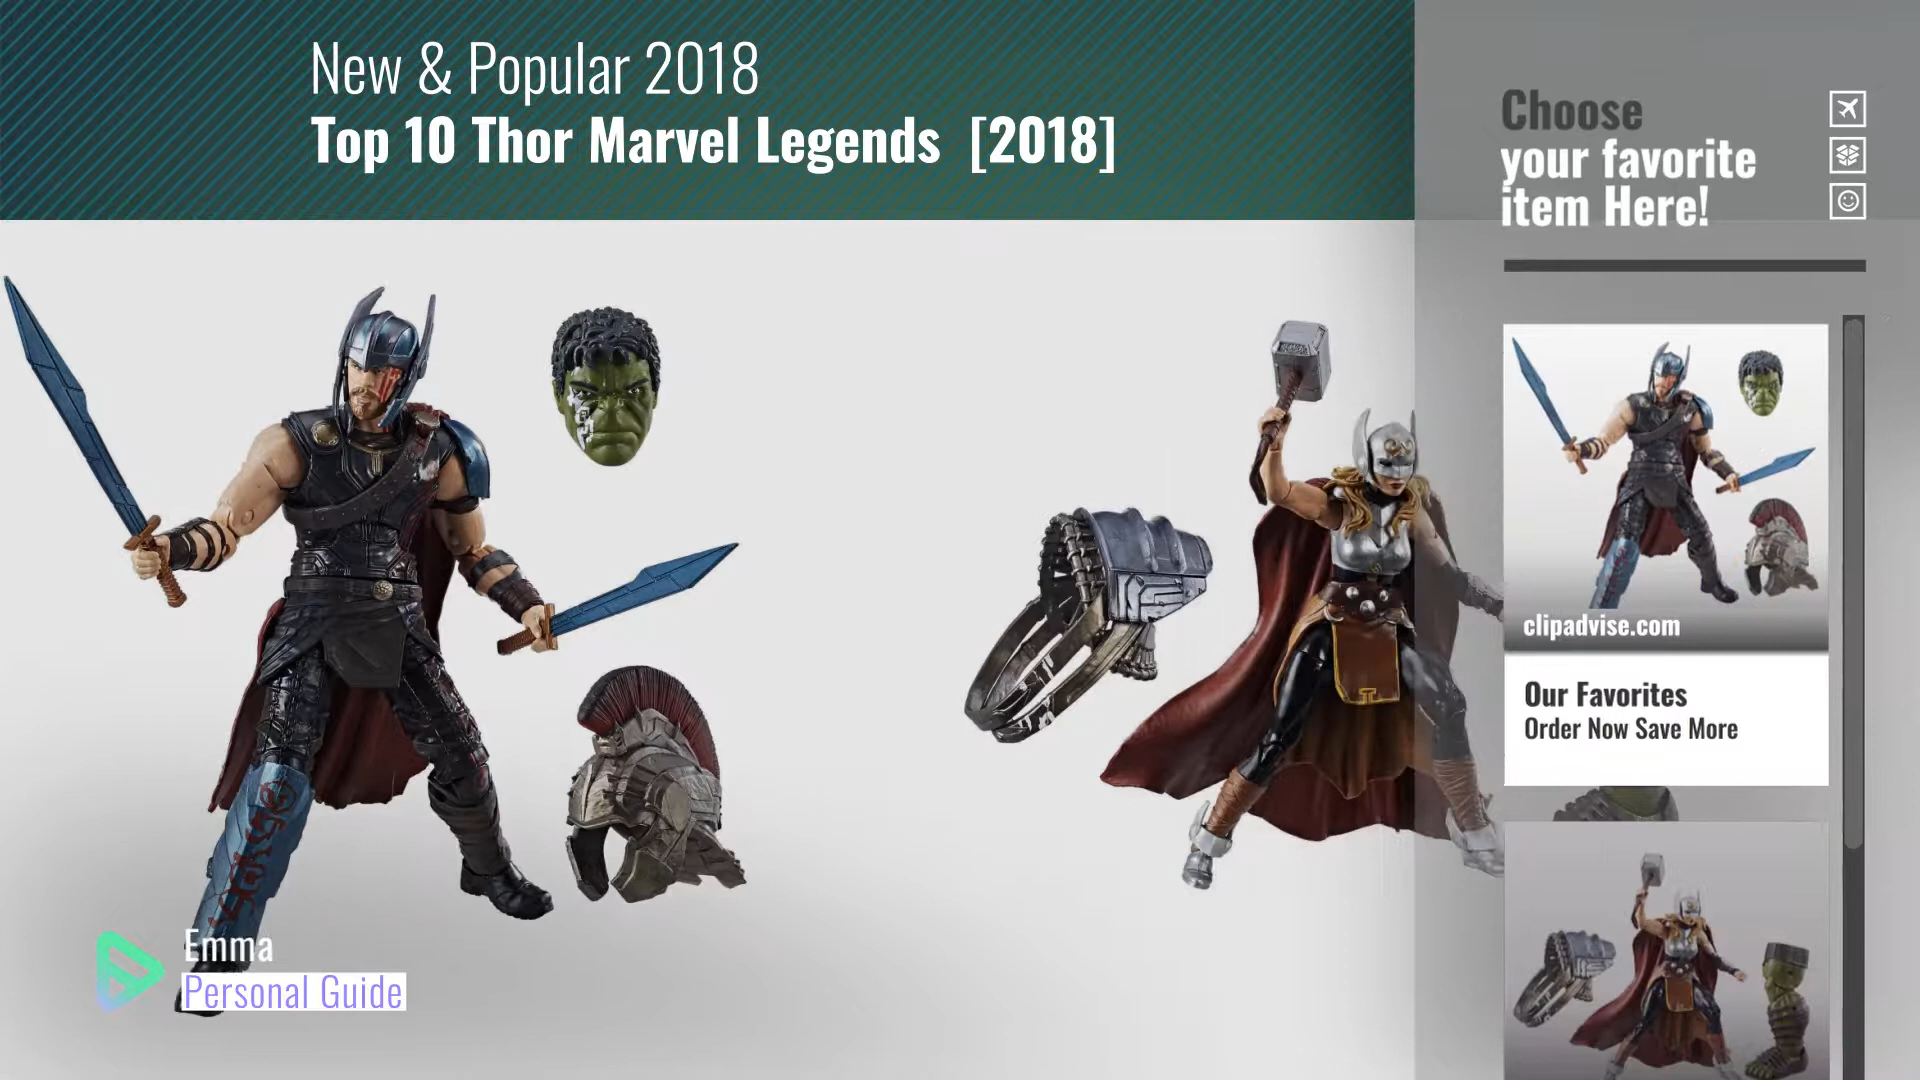 New & Popular 2018
Top 10 Thor Marvel Legends [2018]
Choose
your favorite
item Here!
clipadvise.com
Our Favorites
Order Now Save More
Emma
Personal Guide